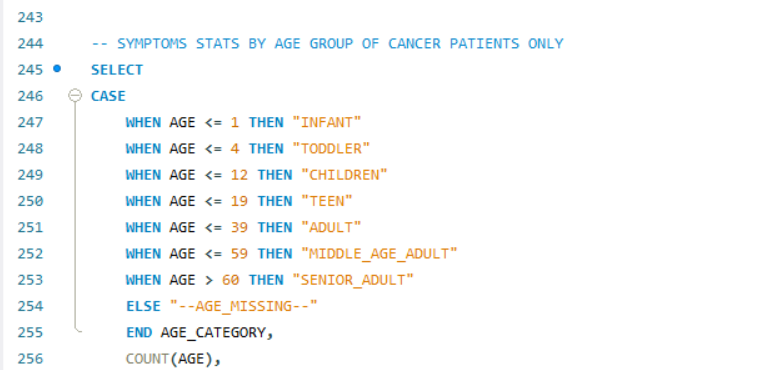 243
244 -- SYMPTOMS STATS BY AGE GROUP OF CANCER PATIENTS ONLY
245 SELECT
246 CASE
247 WHEN AGE <= 1 THEN "INFANT"
248 WHEN AGE <= 4 THEN "TODDLER"
249 WHEN AGE <= 12 THEN "CHILDREN"
250 WHEN AGE <= 19 THEN "TEEN"
251 WHEN AGE <= 39 THEN "ADULT"
252 WHEN AGE <= 59 THEN "MIDDLE_AGE_ADULT"
253 WHEN AGE > 60 THEN "SENIOR_ADULT"
254 ELSE "--AGE_MISSING--"
255 END AGE_CATEGORY,
256 COUNT(AGE),